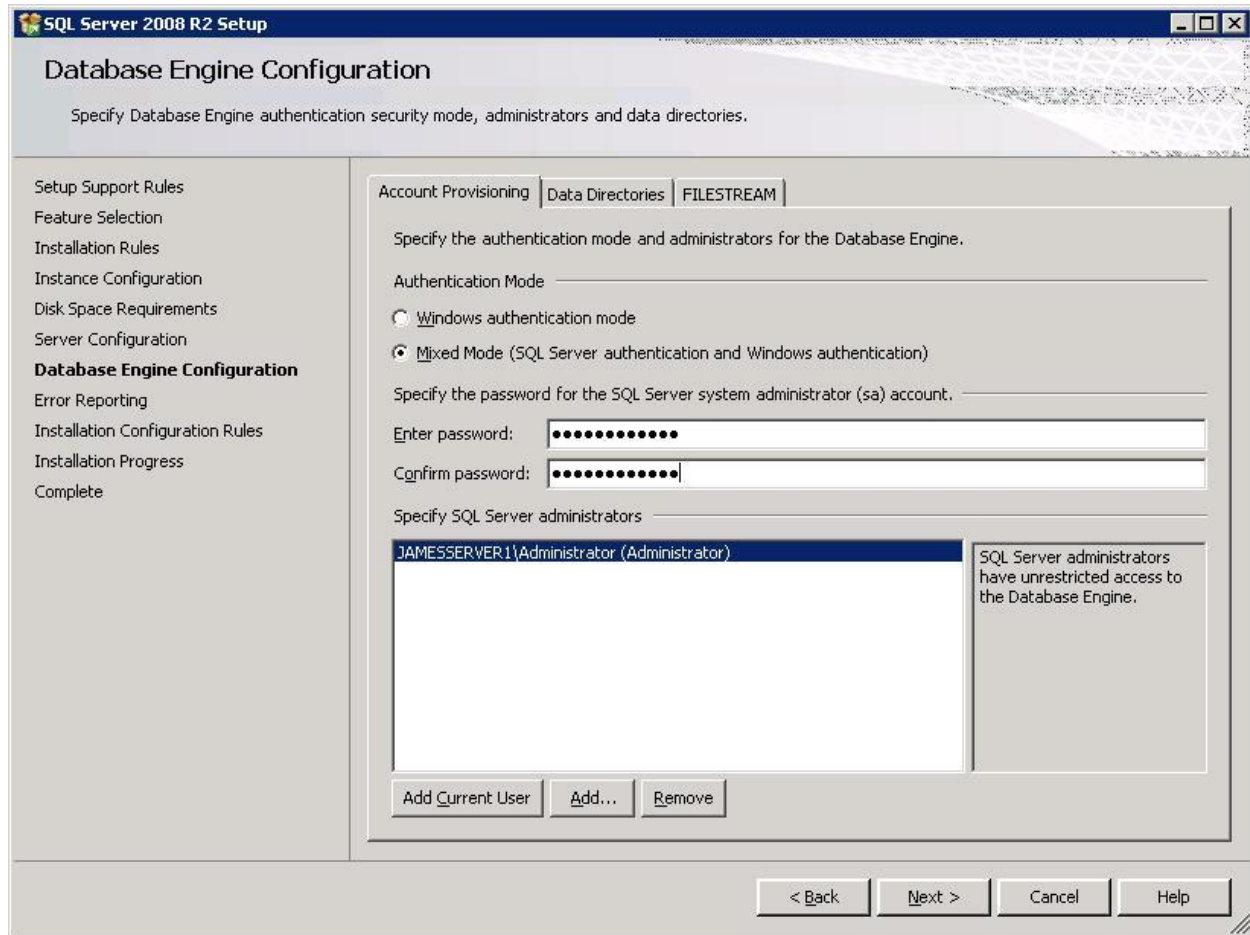 SQL Server 2008 R2 Setup
Database Engine Configuration
Specify Database Engine authentication security mode, administrators and data directories.
Setup Support Rules
Feature Selection
Installation Rules
Instance Configuration
Disk Space Requirements
Server Configuration
Database Engine Configuration
Error Reporting
Installation Configuration Rules
Installation Progress
Complete
Account Provisioning Data Directories FILESTREAM
Specify the authentication mode and administrators for the Database Engine.
Authentication Mode
Windows authentication mode
Mixed Mode (SQL Server authentication and Windows authentication)
Specify the password for the SQL Server system administrator (sa) account.
Enter password: ●●●●●●●●●●●●
Confirm password: ●●●●●●●●●●●●
Specify SQL Server administrators
JAMESSERVER1\Administrator (Administrator)
SQL Server administrators
have unrestricted access to
the Database Engine.
Add Current User Add... Remove
< Back Next > Cancel Help